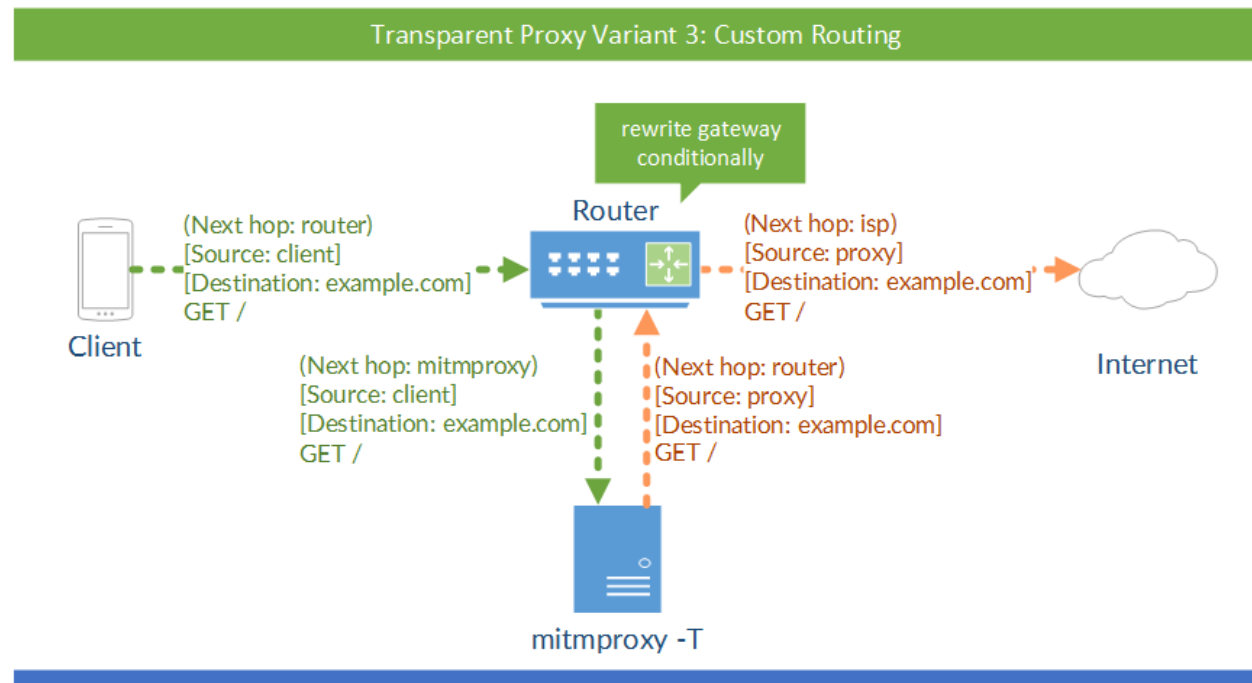 Transparent Proxy Variant 3: Custom Routing
rewrite gateway
conditionally
Router
(Next hop: router)
[Source: client]
[Destination: example.com]
GET /
(Next hop: isp)
[Source: proxy]
[Destination: example.com]
GET /
Client
Internet
(Next hop: mitmproxy)
[Source: client]
[Destination: example.com]
GET /
(Next hop: router)
[Source: proxy]
[Destination: example.com]
GET /
mitmproxy -T